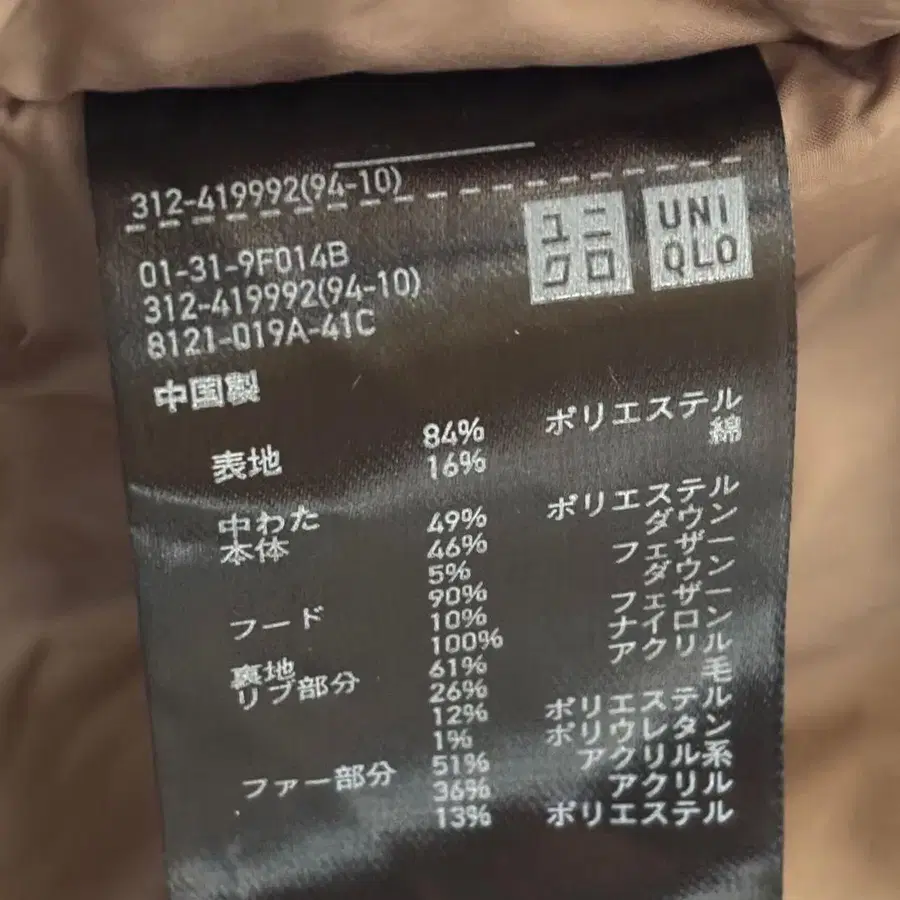 312-419992(94-10)
ユニクロ
UNIQLO
01-31-9F014B
312-419992(94-10)
8121-019A-41C
中国製
表地 84% ポリエステル
16% 綿
中わた
本体 49% ポリエステル
46% ダウン
5% フェザー
フード 90% ダウン
10% フェザー
裏地 100% ナイロン
リブ部分 61% アクリル
26% 毛
12% ポリエステル
1% ポリウレタン
ファー部分 51% アクリル系
36% アクリル
13% ポリエステル